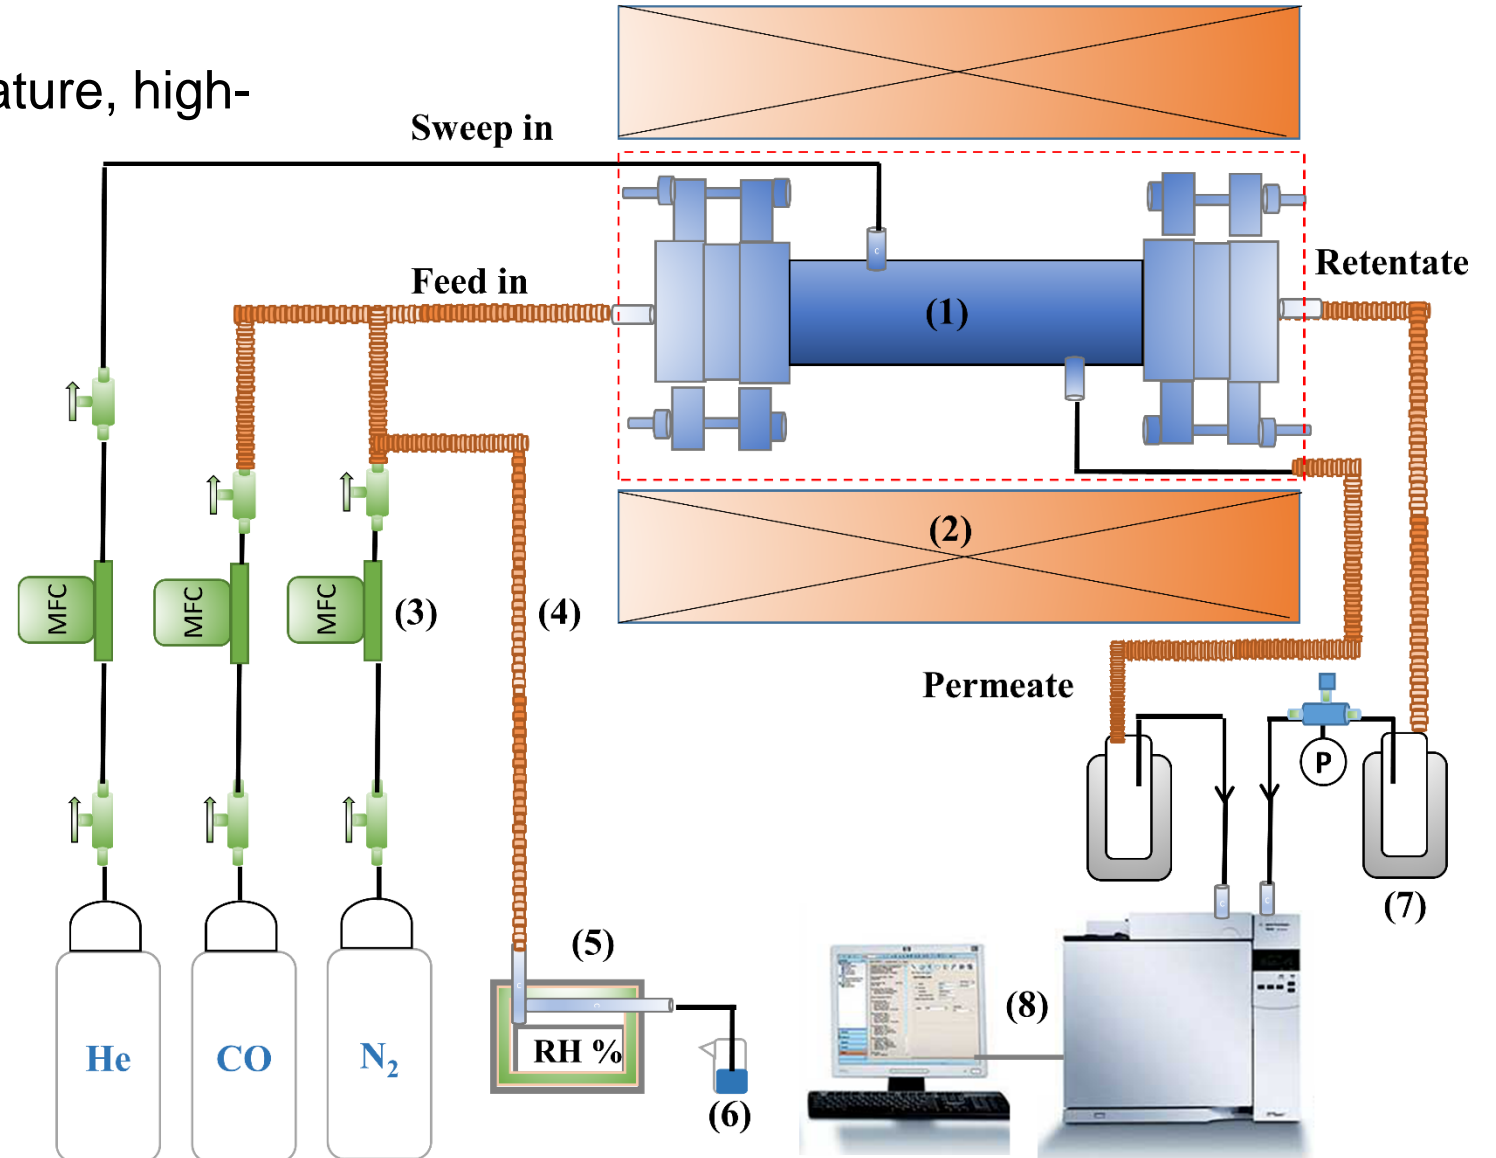 ature, high-
Sweep in
Feed in
Retentate
(1)
(2)
MFC
MFC
MFC
(3)
(4)
Permeate
P
(5)
(7)
He
CO
N₂
RH %
(6)
(8)